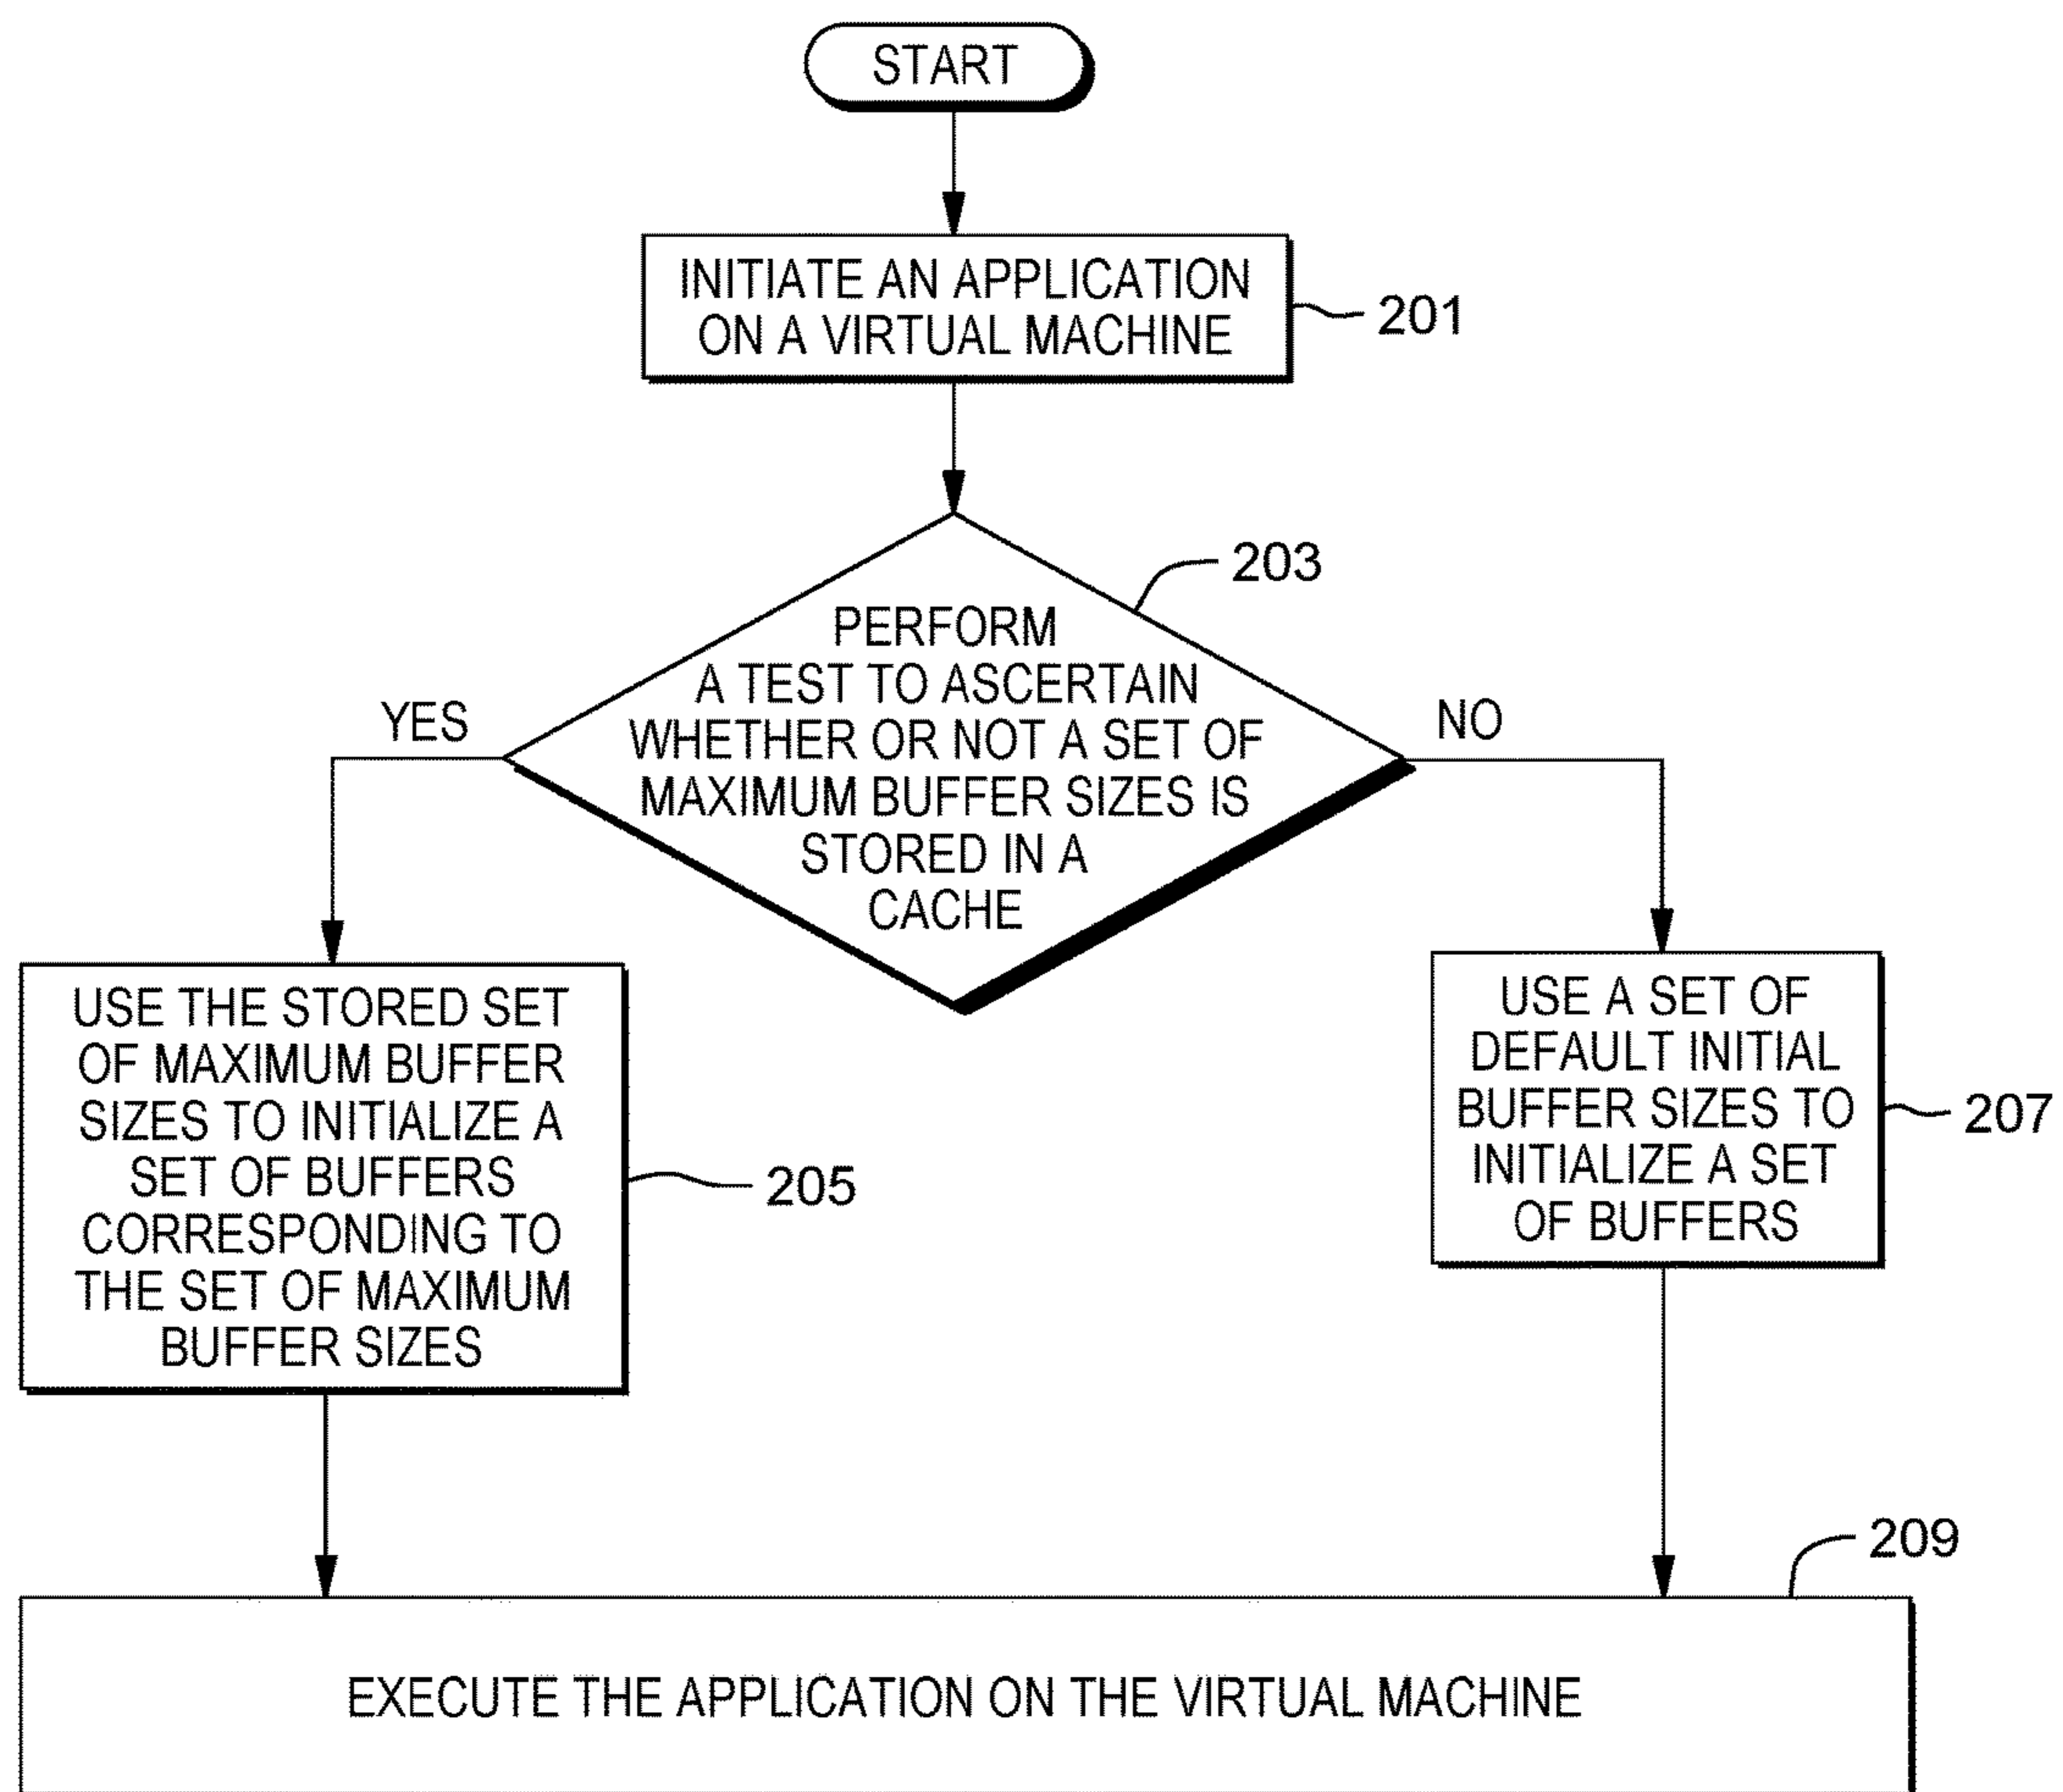 START
INITIATE AN APPLICATION
ON A VIRTUAL MACHINE
201
203
PERFORM
A TEST TO ASCERTAIN
WHETHER OR NOT A SET OF
MAXIMUM BUFFER SIZES IS
STORED IN A
CACHE
YES
NO
USE THE STORED SET
OF MAXIMUM BUFFER
SIZES TO INITIALIZE A
SET OF BUFFERS
CORRESPONDING TO
THE SET OF MAXIMUM
BUFFER SIZES
205
USE A SET OF
DEFAULT INITIAL
BUFFER SIZES TO
INITIALIZE A SET
OF BUFFERS
207
209
EXECUTE THE APPLICATION ON THE VIRTUAL MACHINE